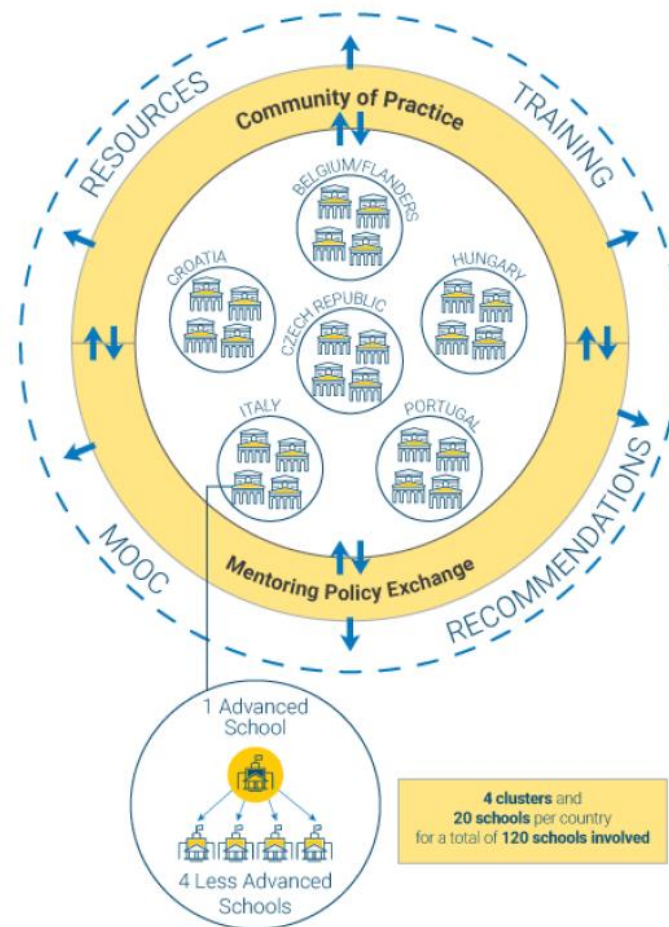 RESOURCES
TRAINING
Community of Practice
BELGIUM/FLANDERS
CROATIA
HUNGARY
CZECH REPUBLIC
ITALY
PORTUGAL
MOOC
RECOMMENDATIONS
Mentoring Policy Exchange
1 Advanced
School
4 Less Advanced
Schools
4 clusters and
20 schools per country
for a total of 120 schools involved